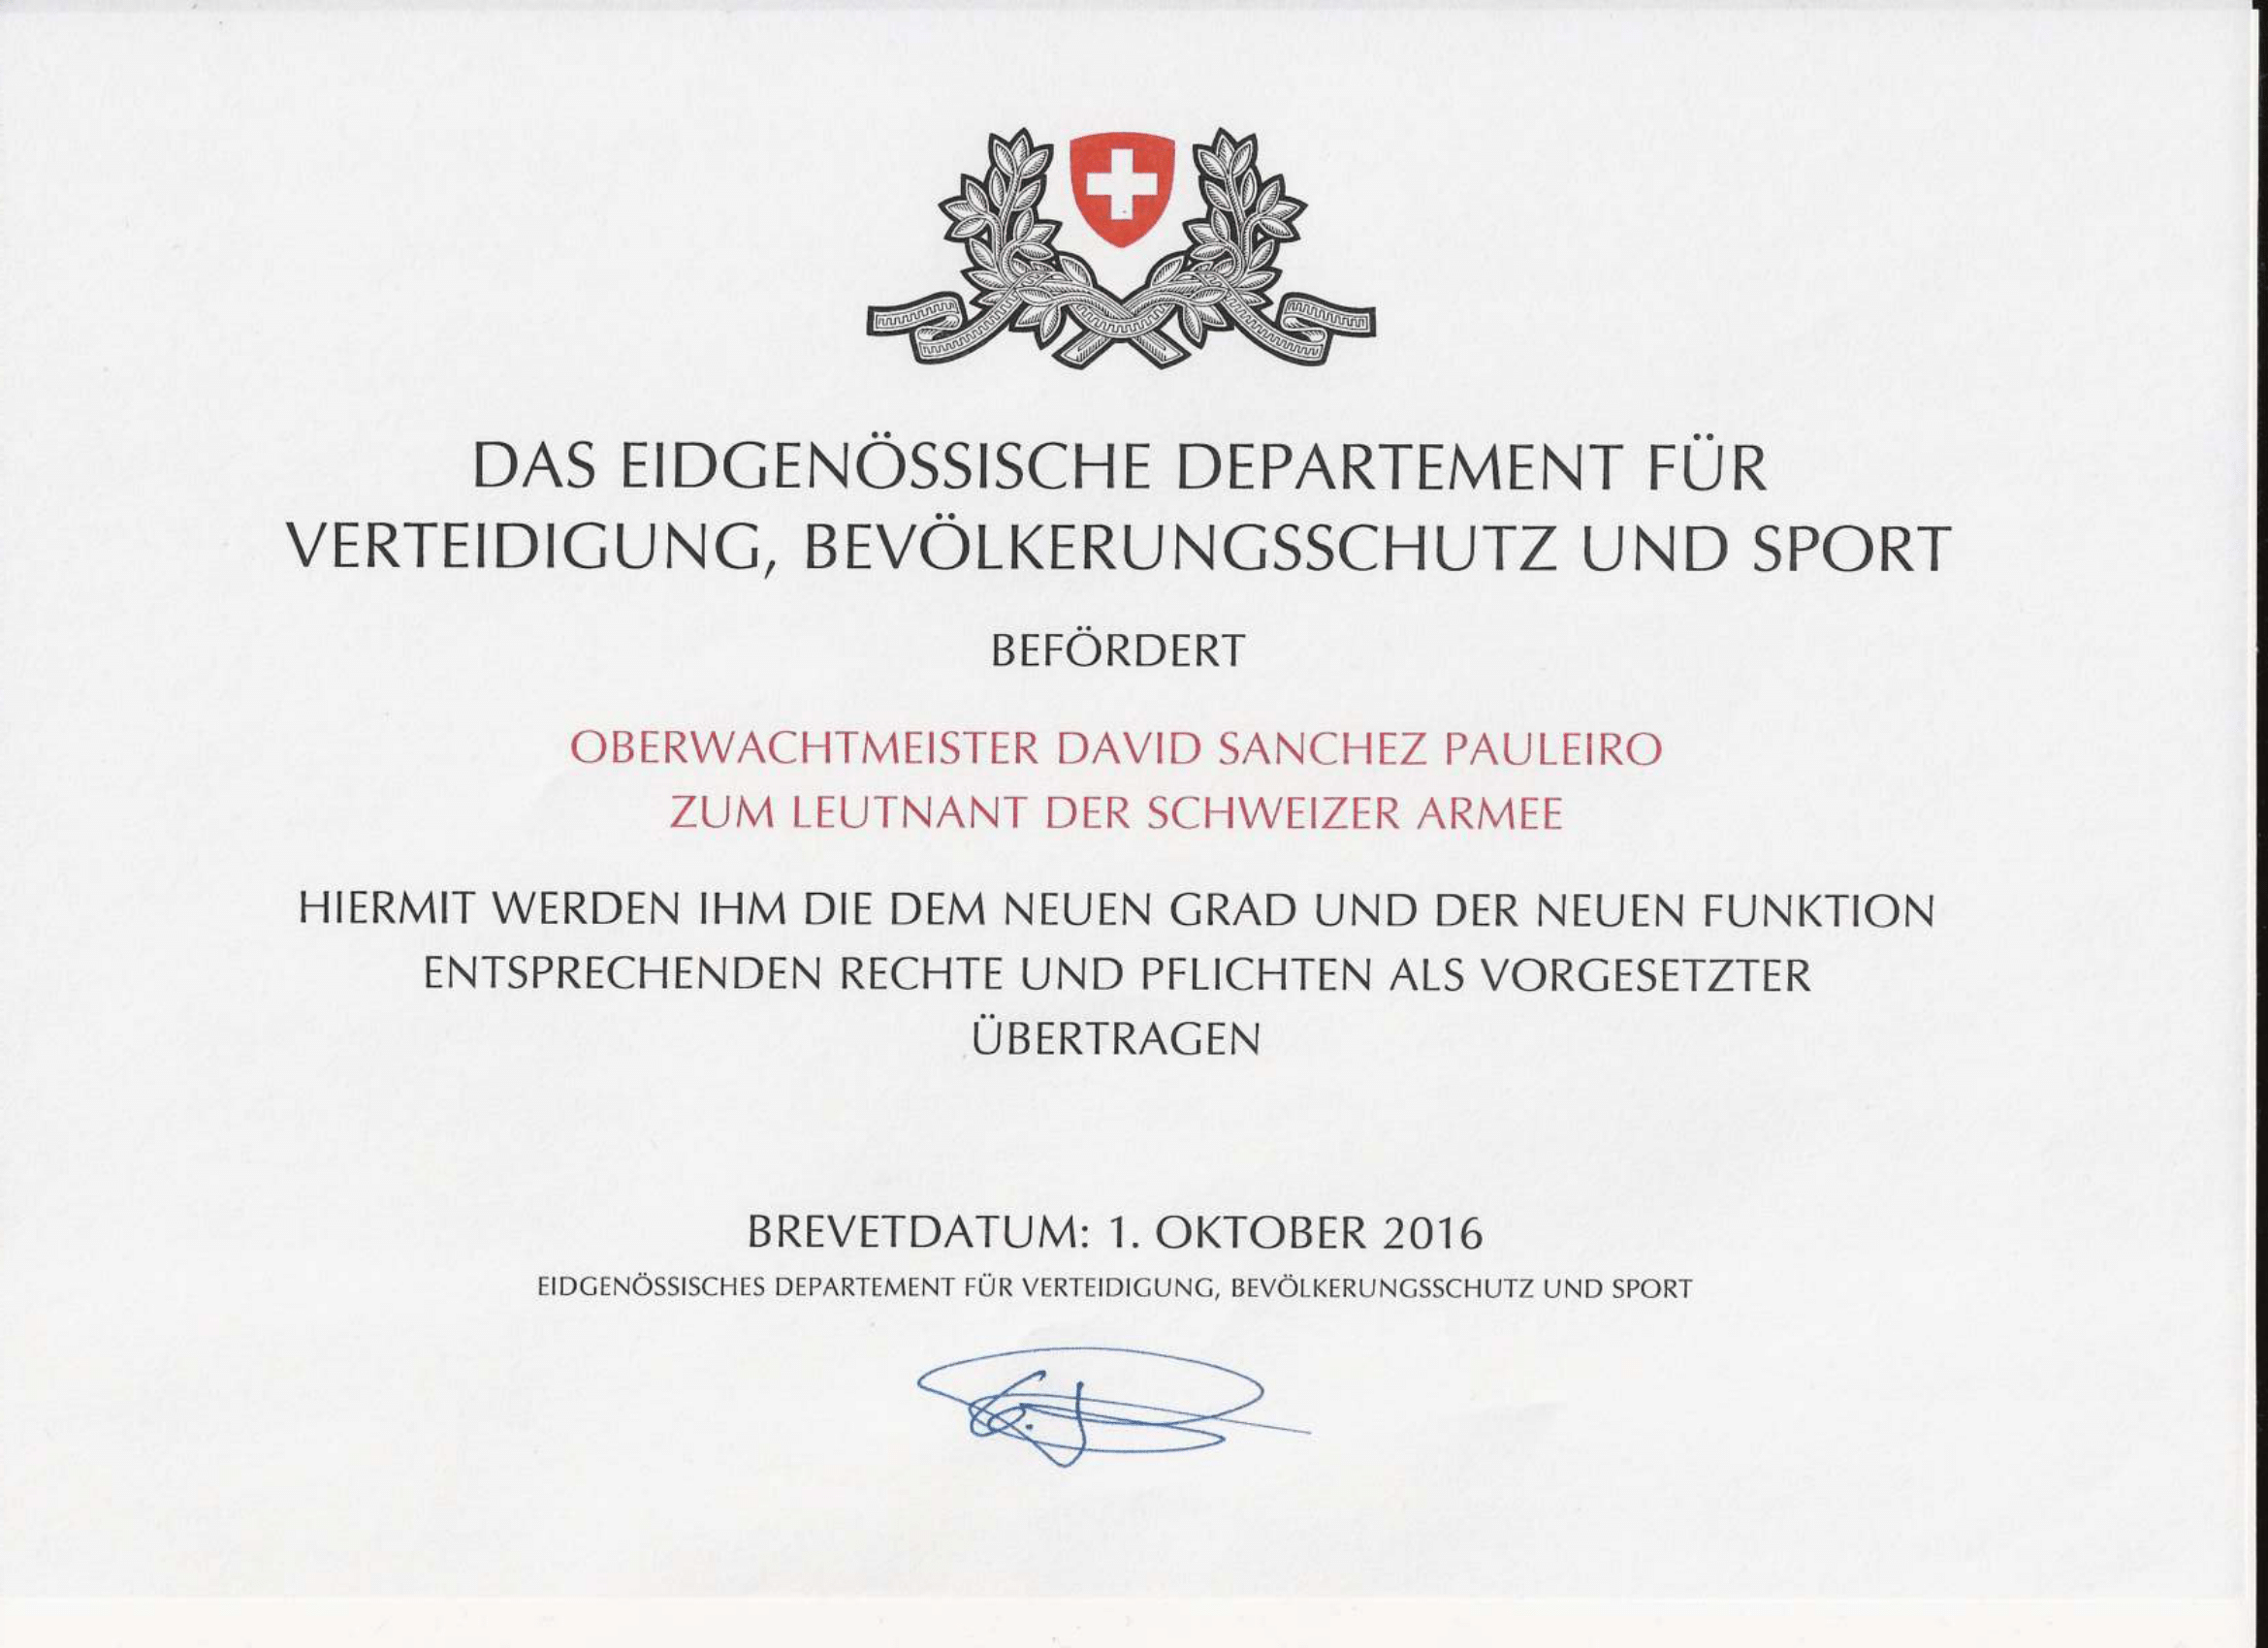 DAS EIDGENÖSSISCHE DEPARTEMENT FÜR
VERTEIDIGUNG, BEVÖLKERUNGSSCHUTZ UND SPORT
BEFÖRDERT
OBERWACHTMEISTER DAVID SANCHEZ PAULEIRO
ZUM LEUTNANT DER SCHWEIZER ARMEE
HIERMIT WERDEN IHM DIE DEM NEUEN GRAD UND DER NEUEN FUNKTION
ENTSPRECHENDEN RECHTE UND PFLICHTEN ALS VORGESETZTER
ÜBERTRAGEN
BREVETDATUM: 1. OKTOBER 2016
EIDGENÖSSISCHES DEPARTEMENT FÜR VERTEIDIGUNG, BEVÖLKERUNGSSCHUTZ UND SPORT